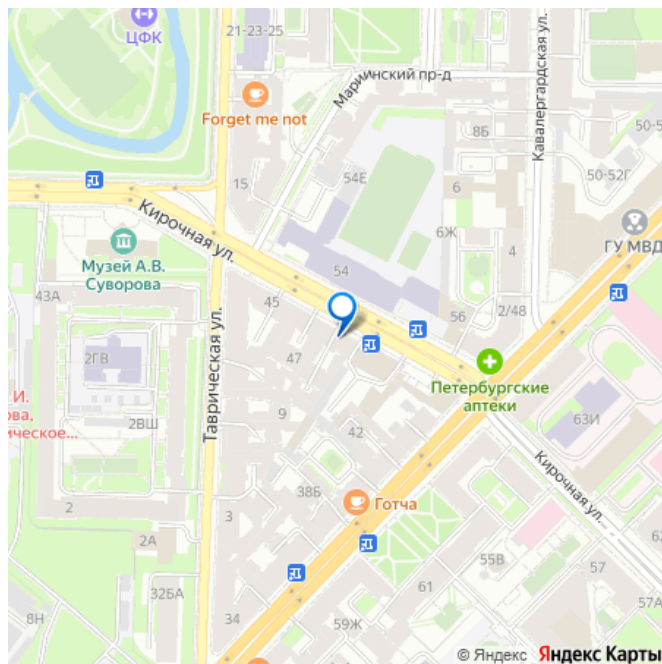 ЦФК
21-23-25
Мариинский пр-д
Кавалергардская ул.
Forget me not
8Б
50-5
50-52Г
15
54Е
6
Кирочная ул.
6Ж
4
ГУ МВД
Музей А.В.
Суворова
54
43А
45
56
2/48
2ГВ
47
Петербургские
аптеки
И.
ова,
ическое...
Таврическая ул.
9
2ВШ
42
63И
Кирочная ул...
38Б
Готча
2
3
2А
55В
57
32БА
61
57А
8Н
34
59Ж
© Яндекс Яндекс Карты